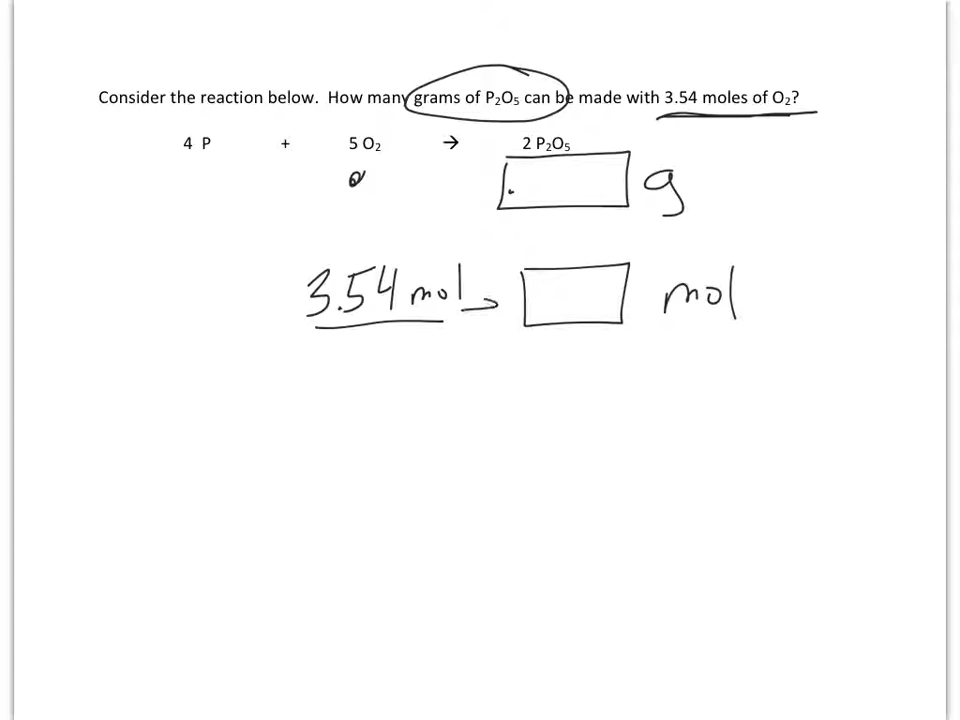 Consider the reaction below. How many grams of P₂O₅ can be made with 3.54 moles of O₂?
4 P + 5 O₂ → 2 P₂O₅
g
3.54 mol → mol